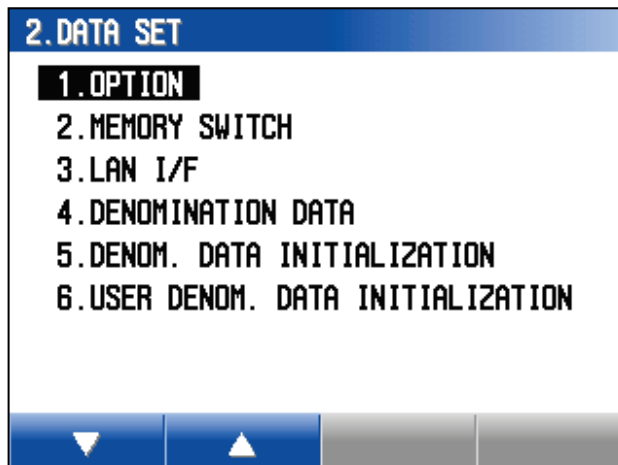 2.DATA SET
1.OPTION
2.MEMORY SWITCH
3.LAN I/F
4.DENOMINATION DATA
5.DENOM. DATA INITIALIZATION
6.USER DENOM. DATA INITIALIZATION